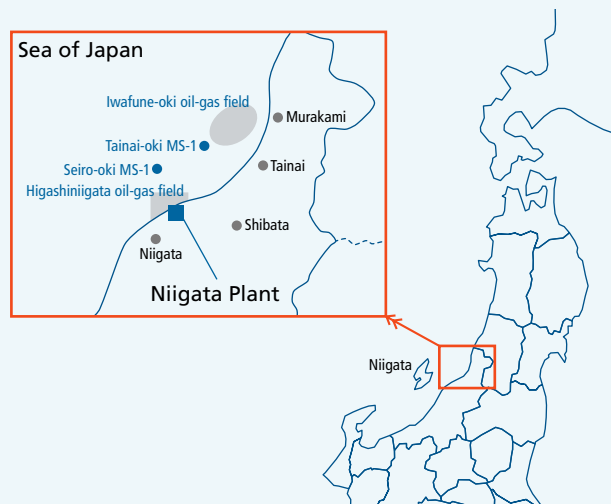 Sea of Japan
Iwafune-oki oil-gas field
Murakami
Tainai-oki MS-1
Tainai
Seiro-oki MS-1
Higashiniigata oil-gas field
Shibata
Niigata
Niigata Plant
Niigata